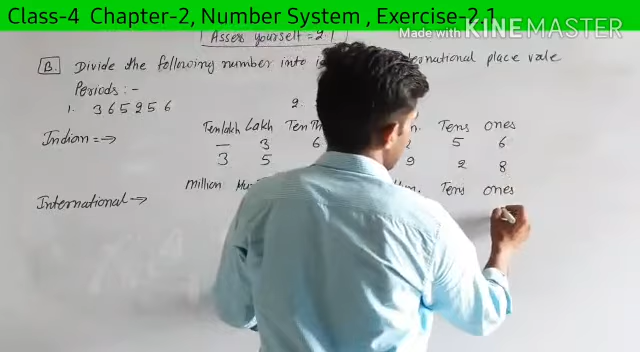 Class-4 Chapter-2, Number System , Exercise-2.1
Made with KINEMASTER
Assess yourself = 2.1
B. Divide the following number into place vale
Periods :-
1. 3 6 5 2 5 6 2.
Indian => Ten lakh Lakh Ten Th Tens ones
— 3 6 5 6
3 5 9 2 8
International -> million Tens ones